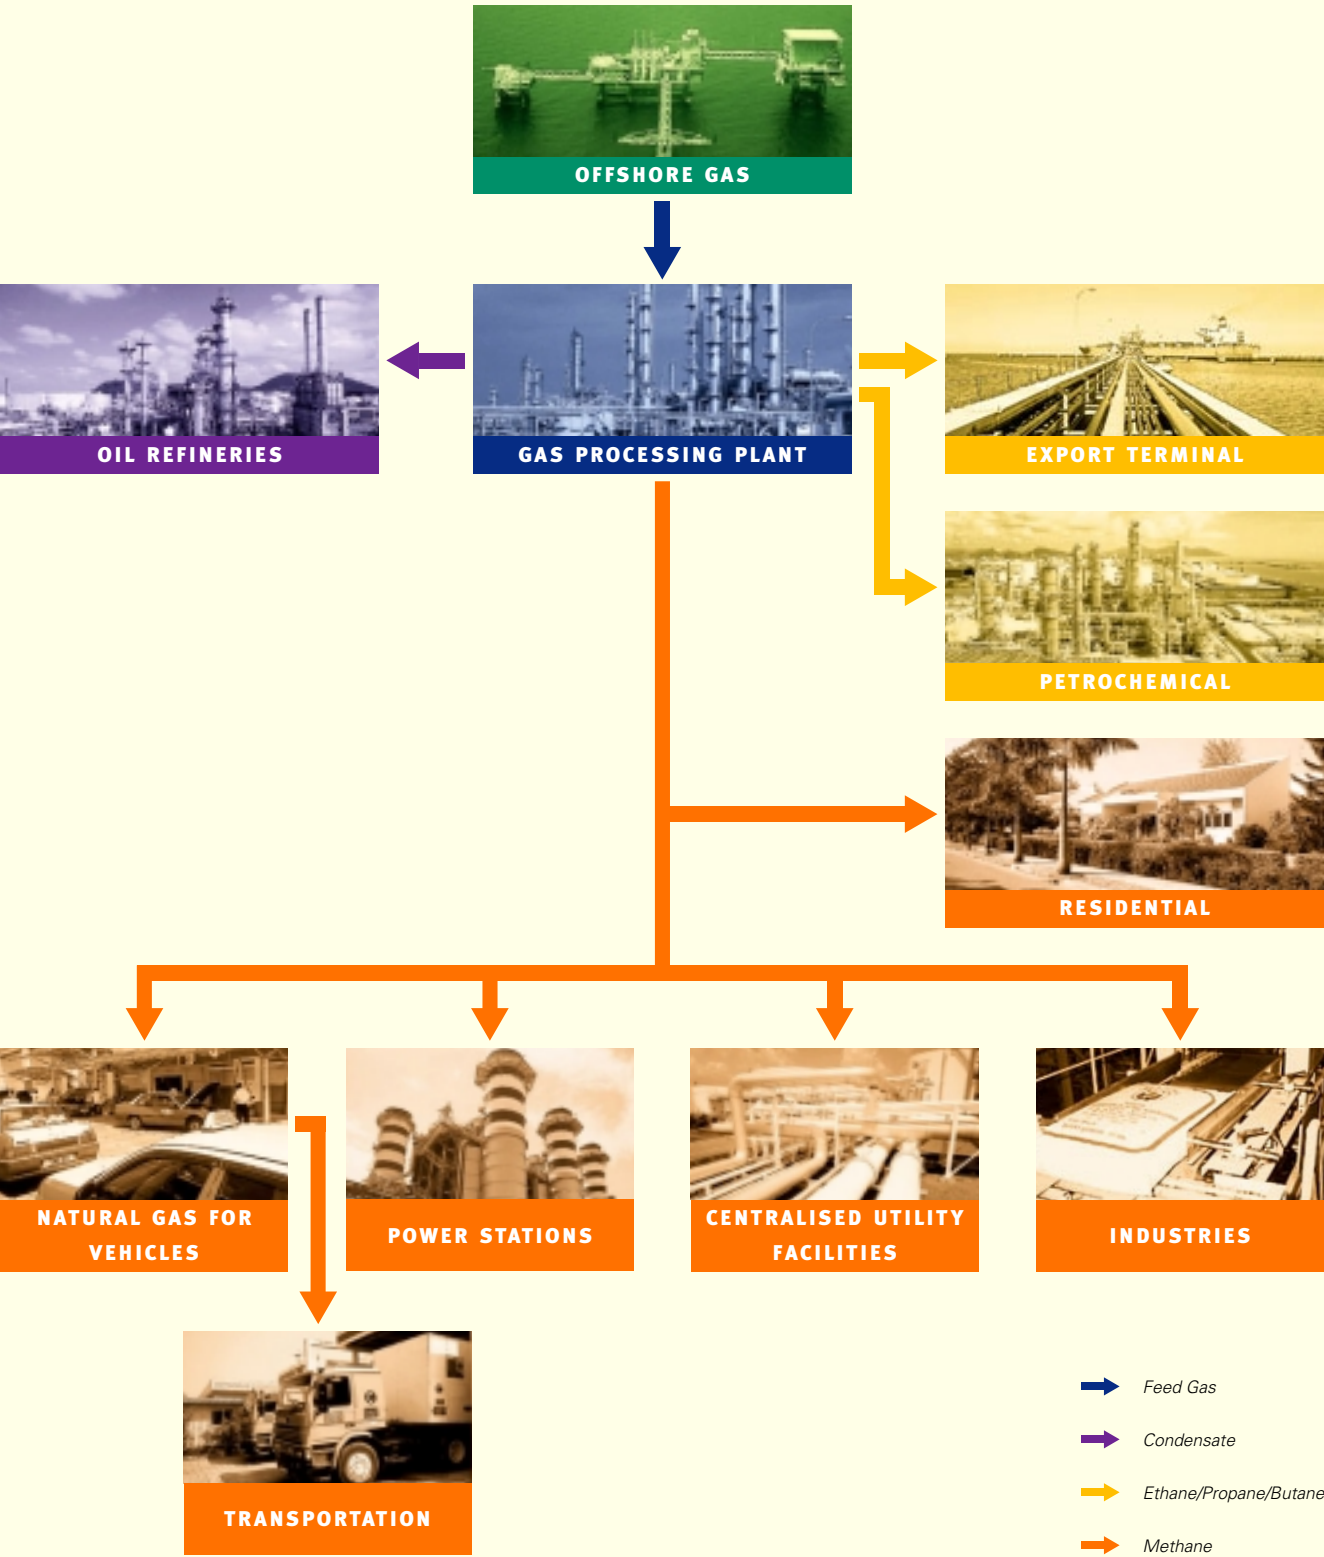 OFFSHORE GAS
OIL REFINERIES
GAS PROCESSING PLANT
EXPORT TERMINAL
PETROCHEMICAL
RESIDENTIAL
NATURAL GAS FOR
VEHICLES
POWER STATIONS
CENTRALISED UTILITY
FACILITIES
INDUSTRIES
TRANSPORTATION
Feed Gas
Condensate
Ethane/Propane/Butane
Methane